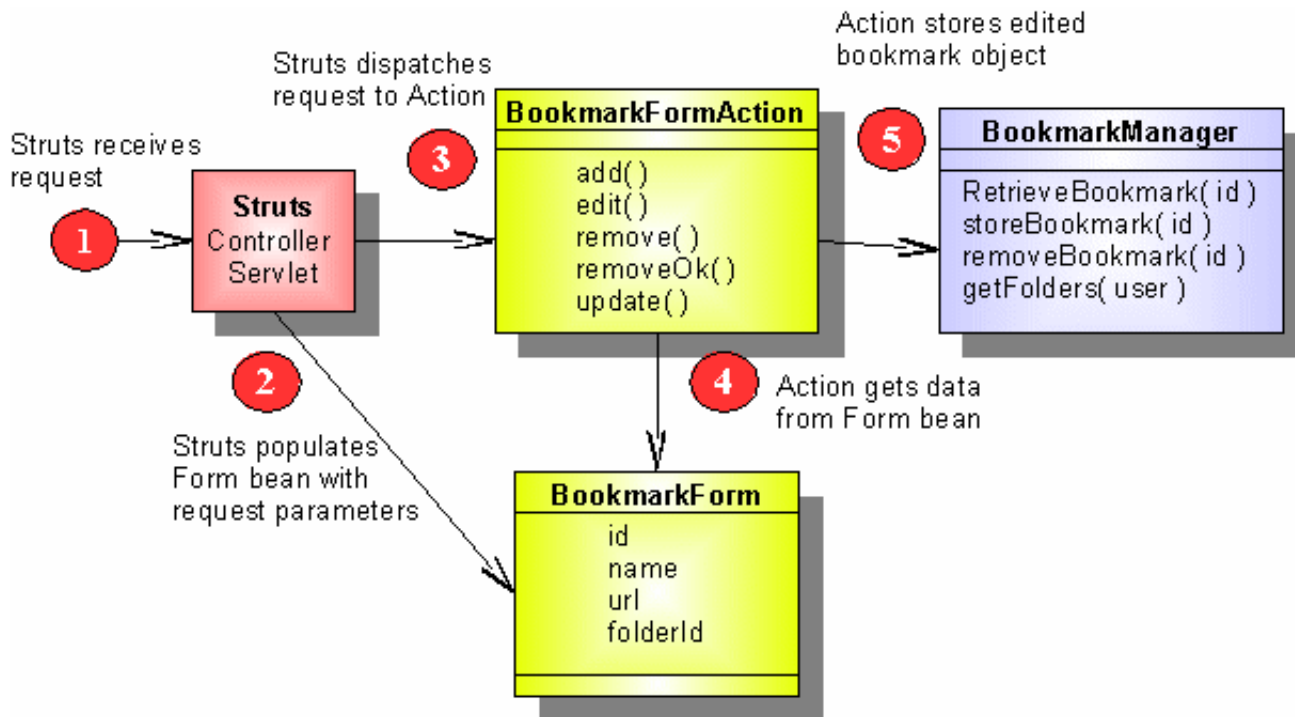 Struts receives
request
1
Struts
Controller
Servlet
2
Struts populates
Form bean with
request parameters
Struts dispatches
request to Action
3
BookmarkFormAction
add()
edit()
remove()
removeOk()
update()
4
Action gets data
from Form bean
BookmarkForm
id
name
url
folderId
Action stores edited
bookmark object
5
BookmarkManager
RetrieveBookmark( id )
storeBookmark( id )
removeBookmark( id )
getFolders( user )